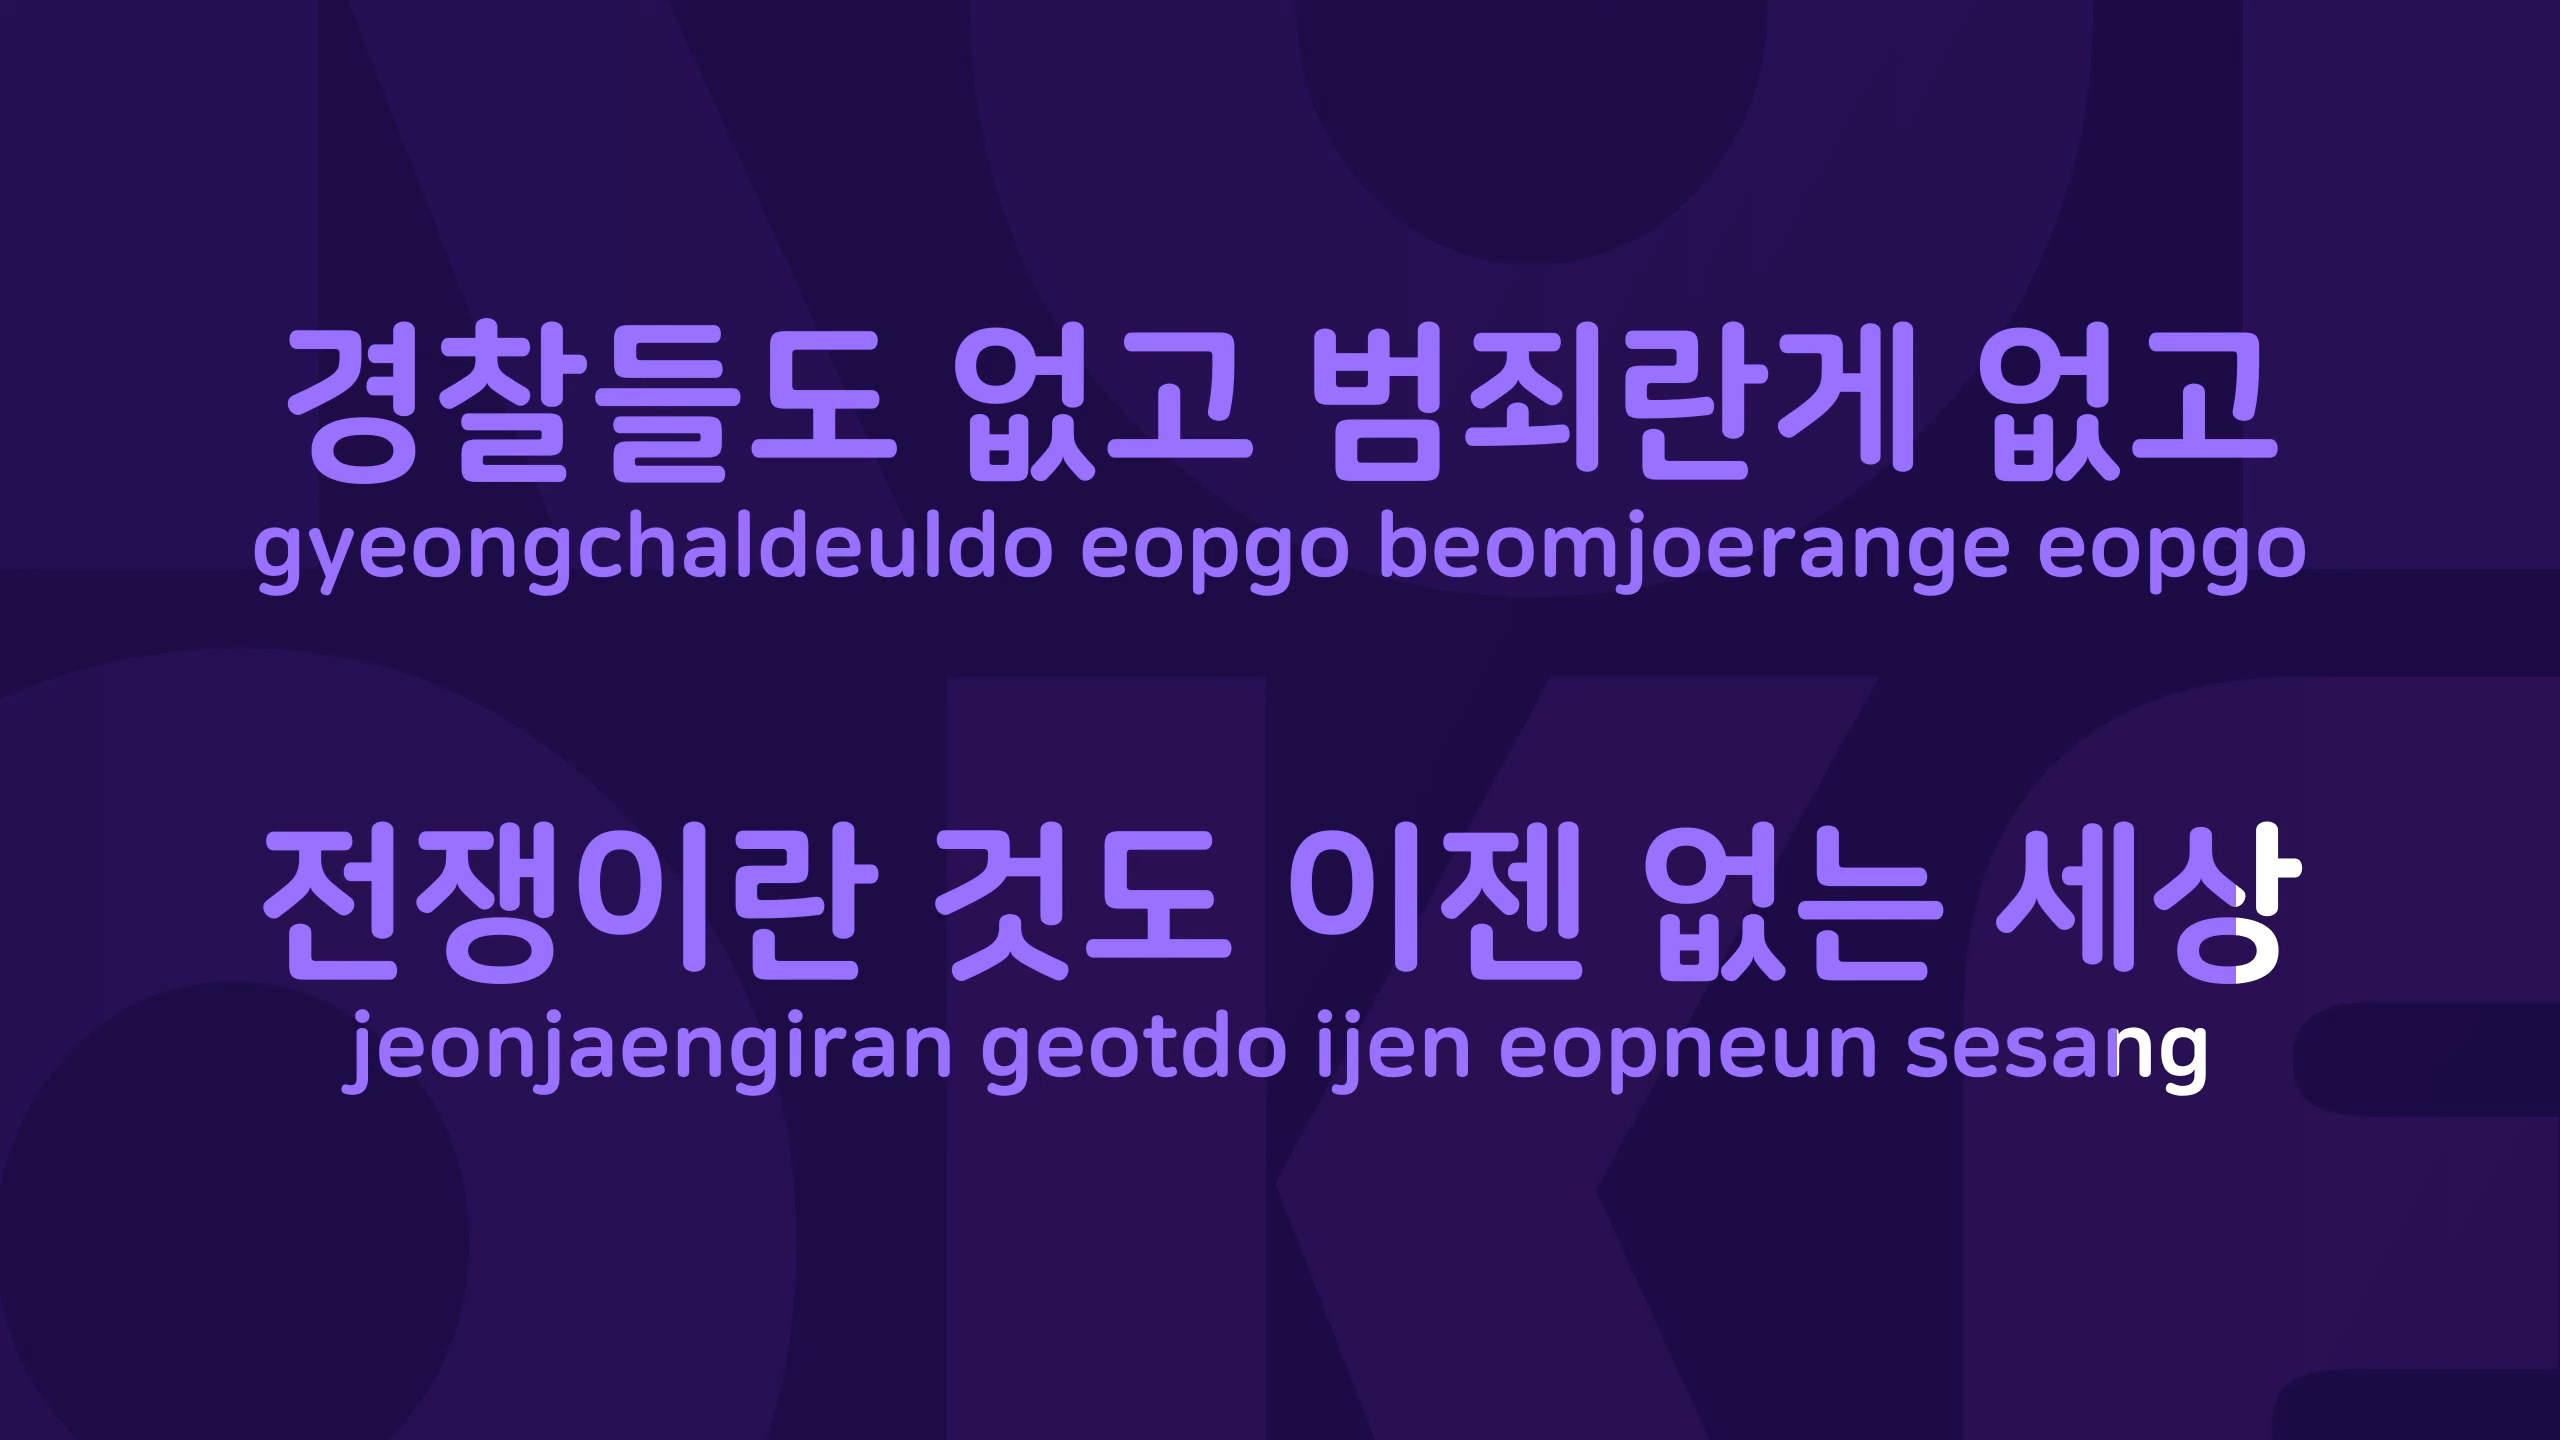 경찰들도 없고 범죄란게 없고
gyeongchaldeuldo eopgo beomjoerange eopgo
전쟁이란 것도 이젠 없는 세상
jeonjaengiran geotdo ijen eopneun sesang